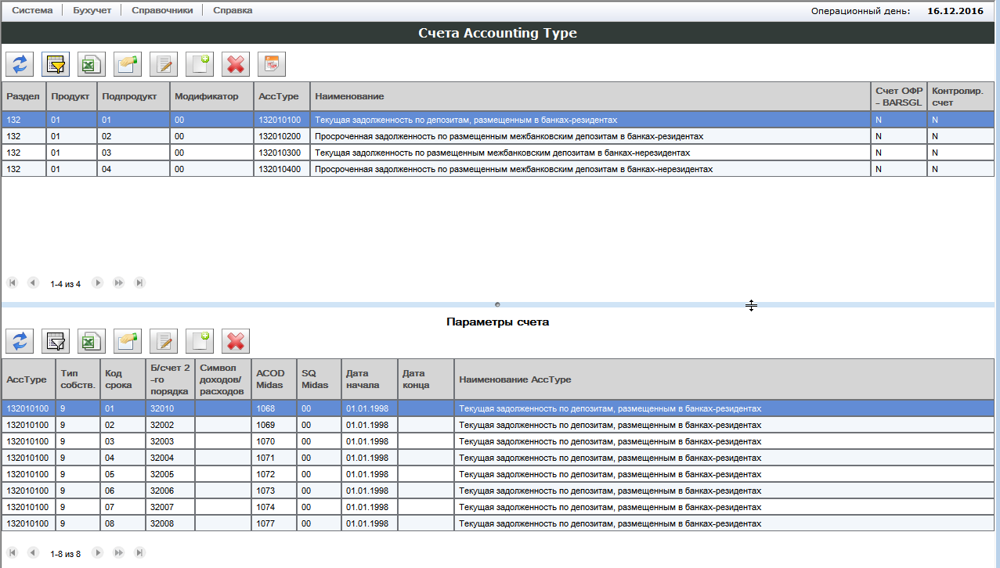 Система Бухучет Справочники Справка Операционный день: 16.12.2016
Счета Accounting Type
Раздел Продукт Подпродукт Модификатор AccType Наименование Счет ОФР - BARSGL Контролир. счет
132 01 01 00 132010100 Текущая задолженность по депозитам, размещенным в банках-резидентах N N
132 01 02 00 132010200 Просроченная задолженность по размещенным межбанковским депозитам в банках-резидентах N N
132 01 03 00 132010300 Текущая задолженность по размещенным межбанковским депозитам в банках-нерезидентах N N
132 01 04 00 132010400 Просроченная задолженность по размещенным межбанковским депозитам в банках-нерезидентах N N
1-4 из 4
Параметры счета
AccType Тип собств. Код срока Б/счет 2 -го порядка Символ доходов/ расходов ACOD Midas SQ Midas Дата начала Дата конца Наименование AccType
132010100 9 01 32010 1068 00 01.01.1998 Текущая задолженность по депозитам, размещенным в банках-резидентах
132010100 9 02 32002 1069 00 01.01.1998 Текущая задолженность по депозитам, размещенным в банках-резидентах
132010100 9 03 32003 1070 00 01.01.1998 Текущая задолженность по депозитам, размещенным в банках-резидентах
132010100 9 04 32004 1071 00 01.01.1998 Текущая задолженность по депозитам, размещенным в банках-резидентах
132010100 9 05 32005 1072 00 01.01.1998 Текущая задолженность по депозитам, размещенным в банках-резидентах
132010100 9 06 32006 1073 00 01.01.1998 Текущая задолженность по депозитам, размещенным в банках-резидентах
132010100 9 07 32007 1074 00 01.01.1998 Текущая задолженность по депозитам, размещенным в банках-резидентах
132010100 9 08 32008 1077 00 01.01.1998 Текущая задолженность по депозитам, размещенным в банках-резидентах
1-8 из 8